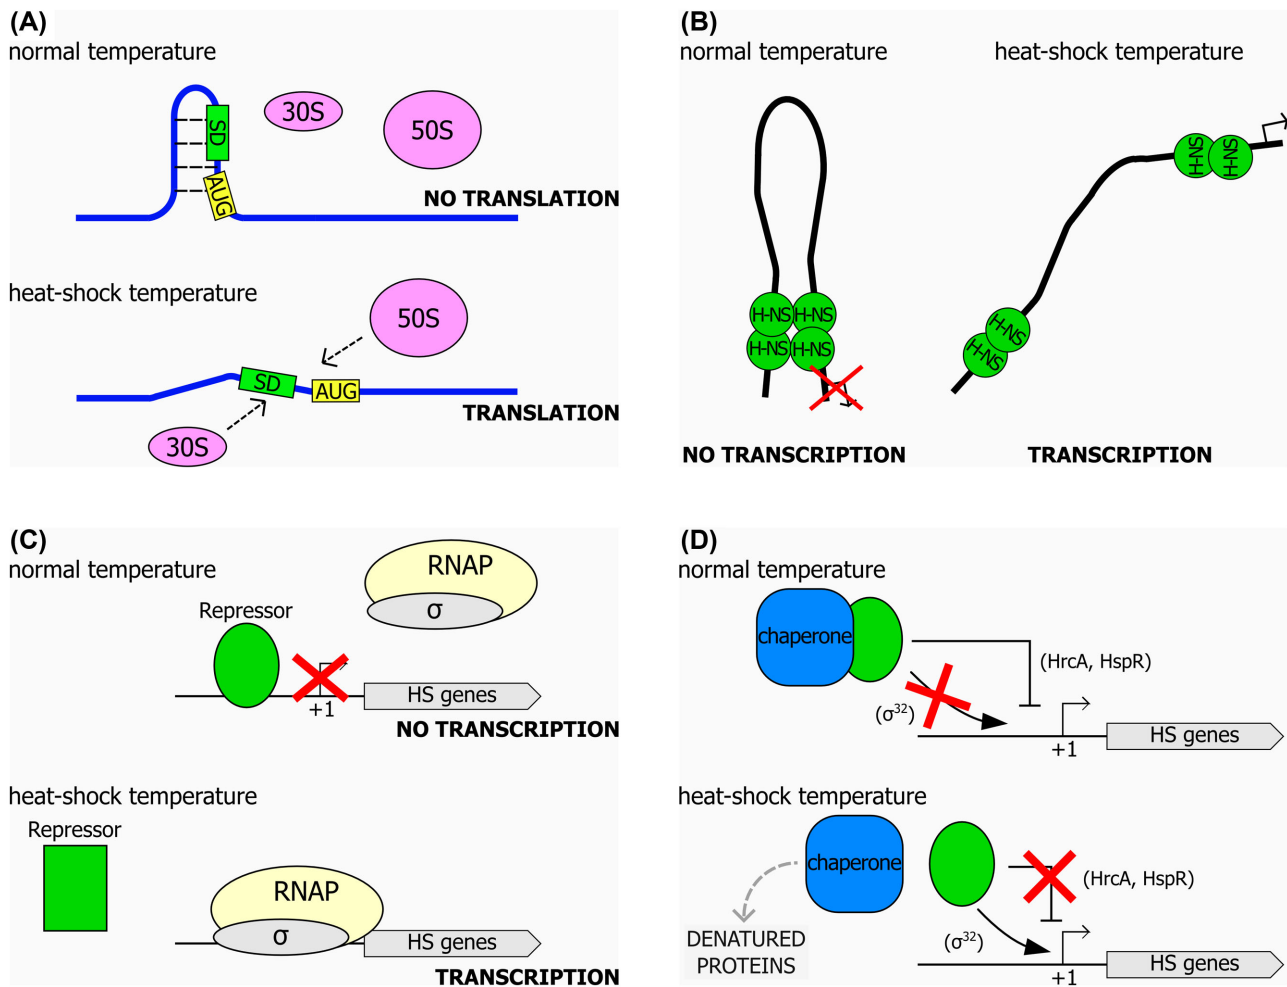 (A)
normal temperature
SD
AUG
30S
50S
NO TRANSLATION
heat-shock temperature
50S
SD
AUG
30S
TRANSLATION
(B)
normal temperature
heat-shock temperature
H-NS
H-NS
H-NS
H-NS
H-NS
H-NS
H-NS
H-NS
NO TRANSCRIPTION
TRANSCRIPTION
(C)
normal temperature
RNAP
σ
Repressor
+1
HS genes
NO TRANSCRIPTION
heat-shock temperature
Repressor
RNAP
σ
HS genes
TRANSCRIPTION
(D)
normal temperature
chaperone
(HrcA, HspR)
(σ³²)
+1
HS genes
heat-shock temperature
chaperone
(HrcA, HspR)
(σ³²)
DENATURED
PROTEINS
+1
HS genes